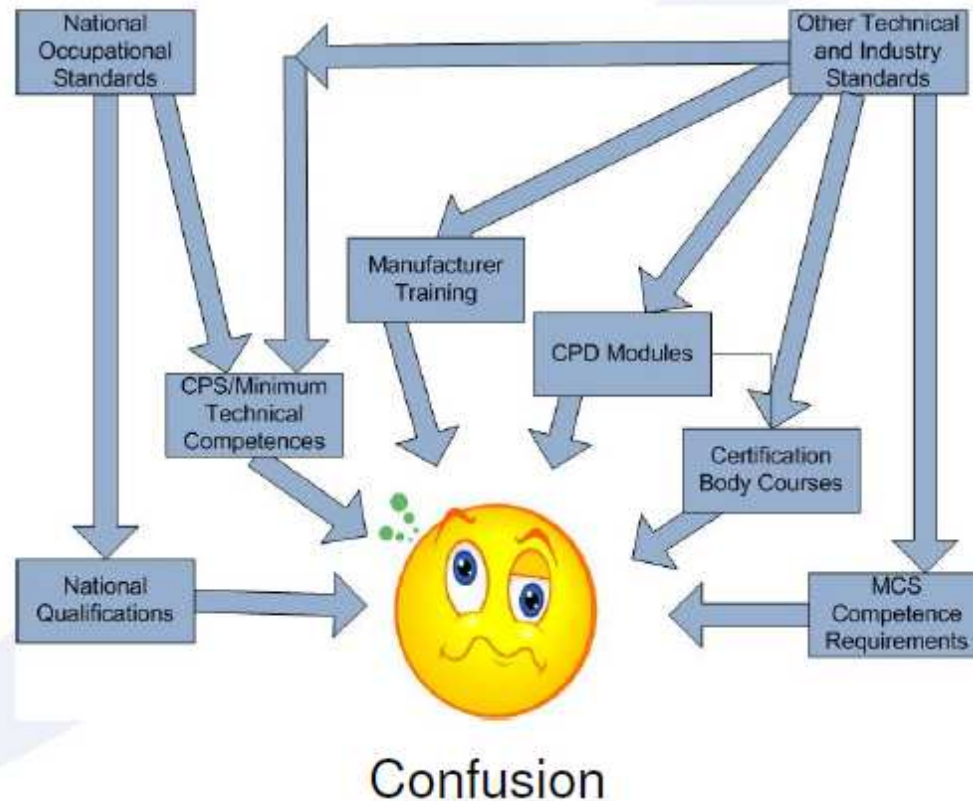 National
Occupational
Standards
Other Technical
and Industry
Standards
Manufacturer
Training
CPD Modules
CPS/Minimum
Technical
Competences
Certification
Body Courses
National
Qualifications
MCS
Competence
Requirements
Confusion